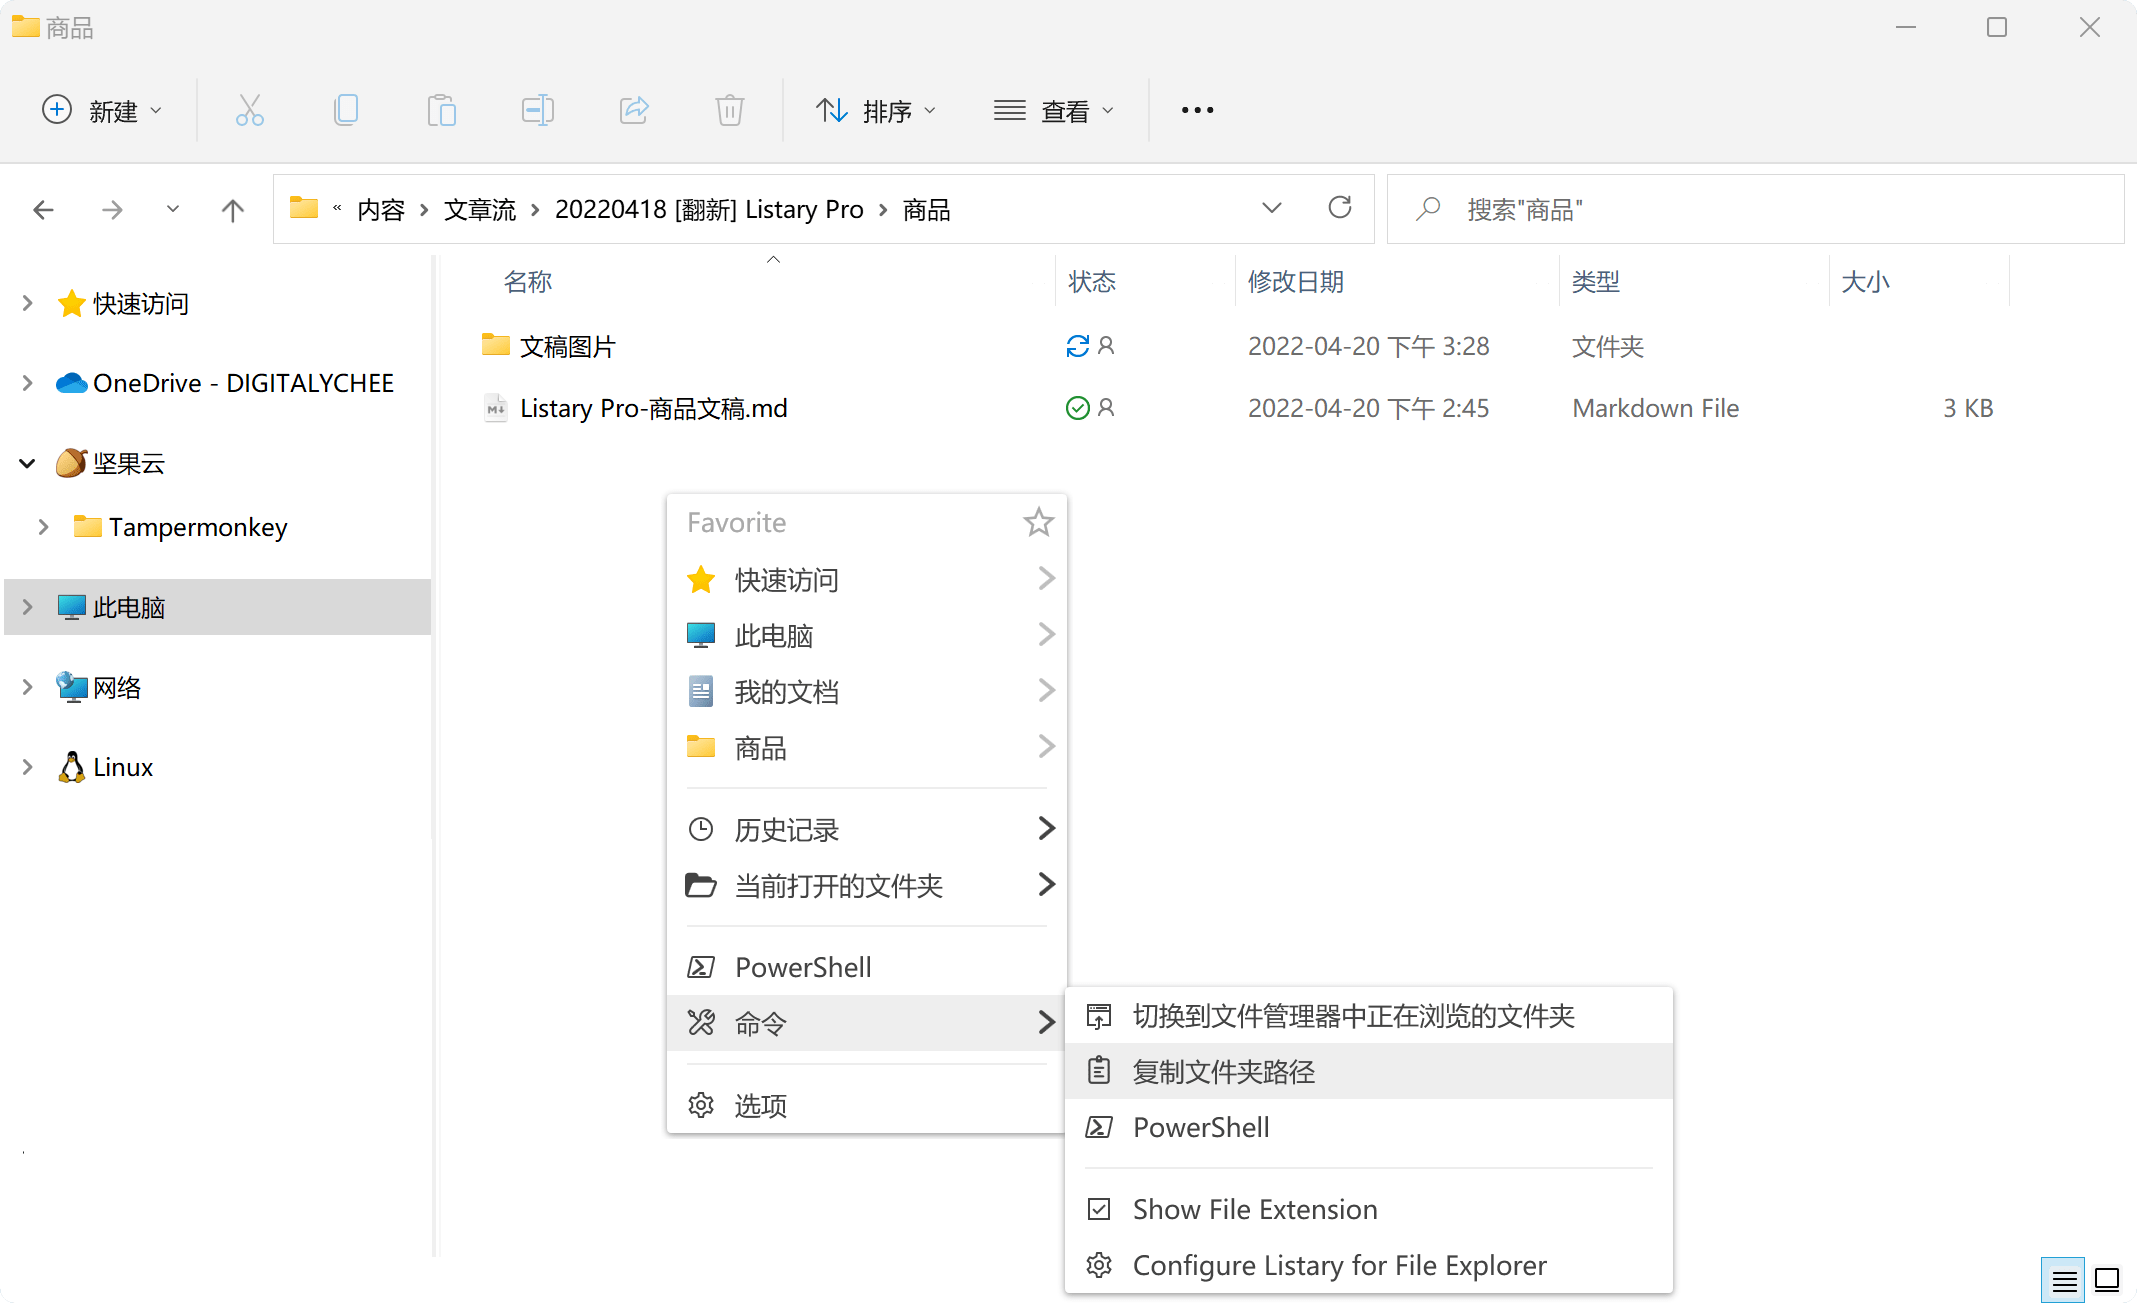 商品
新建
排序
查看
« 内容 › 文章流 › 20220418 [翻新] Listary Pro › 商品
搜索"商品"
名称 状态 修改日期 类型 大小
快速访问
OneDrive - DIGITALYCHEE
坚果云
Tampermonkey
此电脑
网络
Linux
文稿图片 2022-04-20 下午 3:28 文件夹
Listary Pro-商品文稿.md 2022-04-20 下午 2:45 Markdown File 3 KB
Favorite
快速访问
此电脑
我的文档
商品
历史记录
当前打开的文件夹
PowerShell
命令
选项
切换到文件管理器中正在浏览的文件夹
复制文件夹路径
PowerShell
Show File Extension
Configure Listary for File Explorer